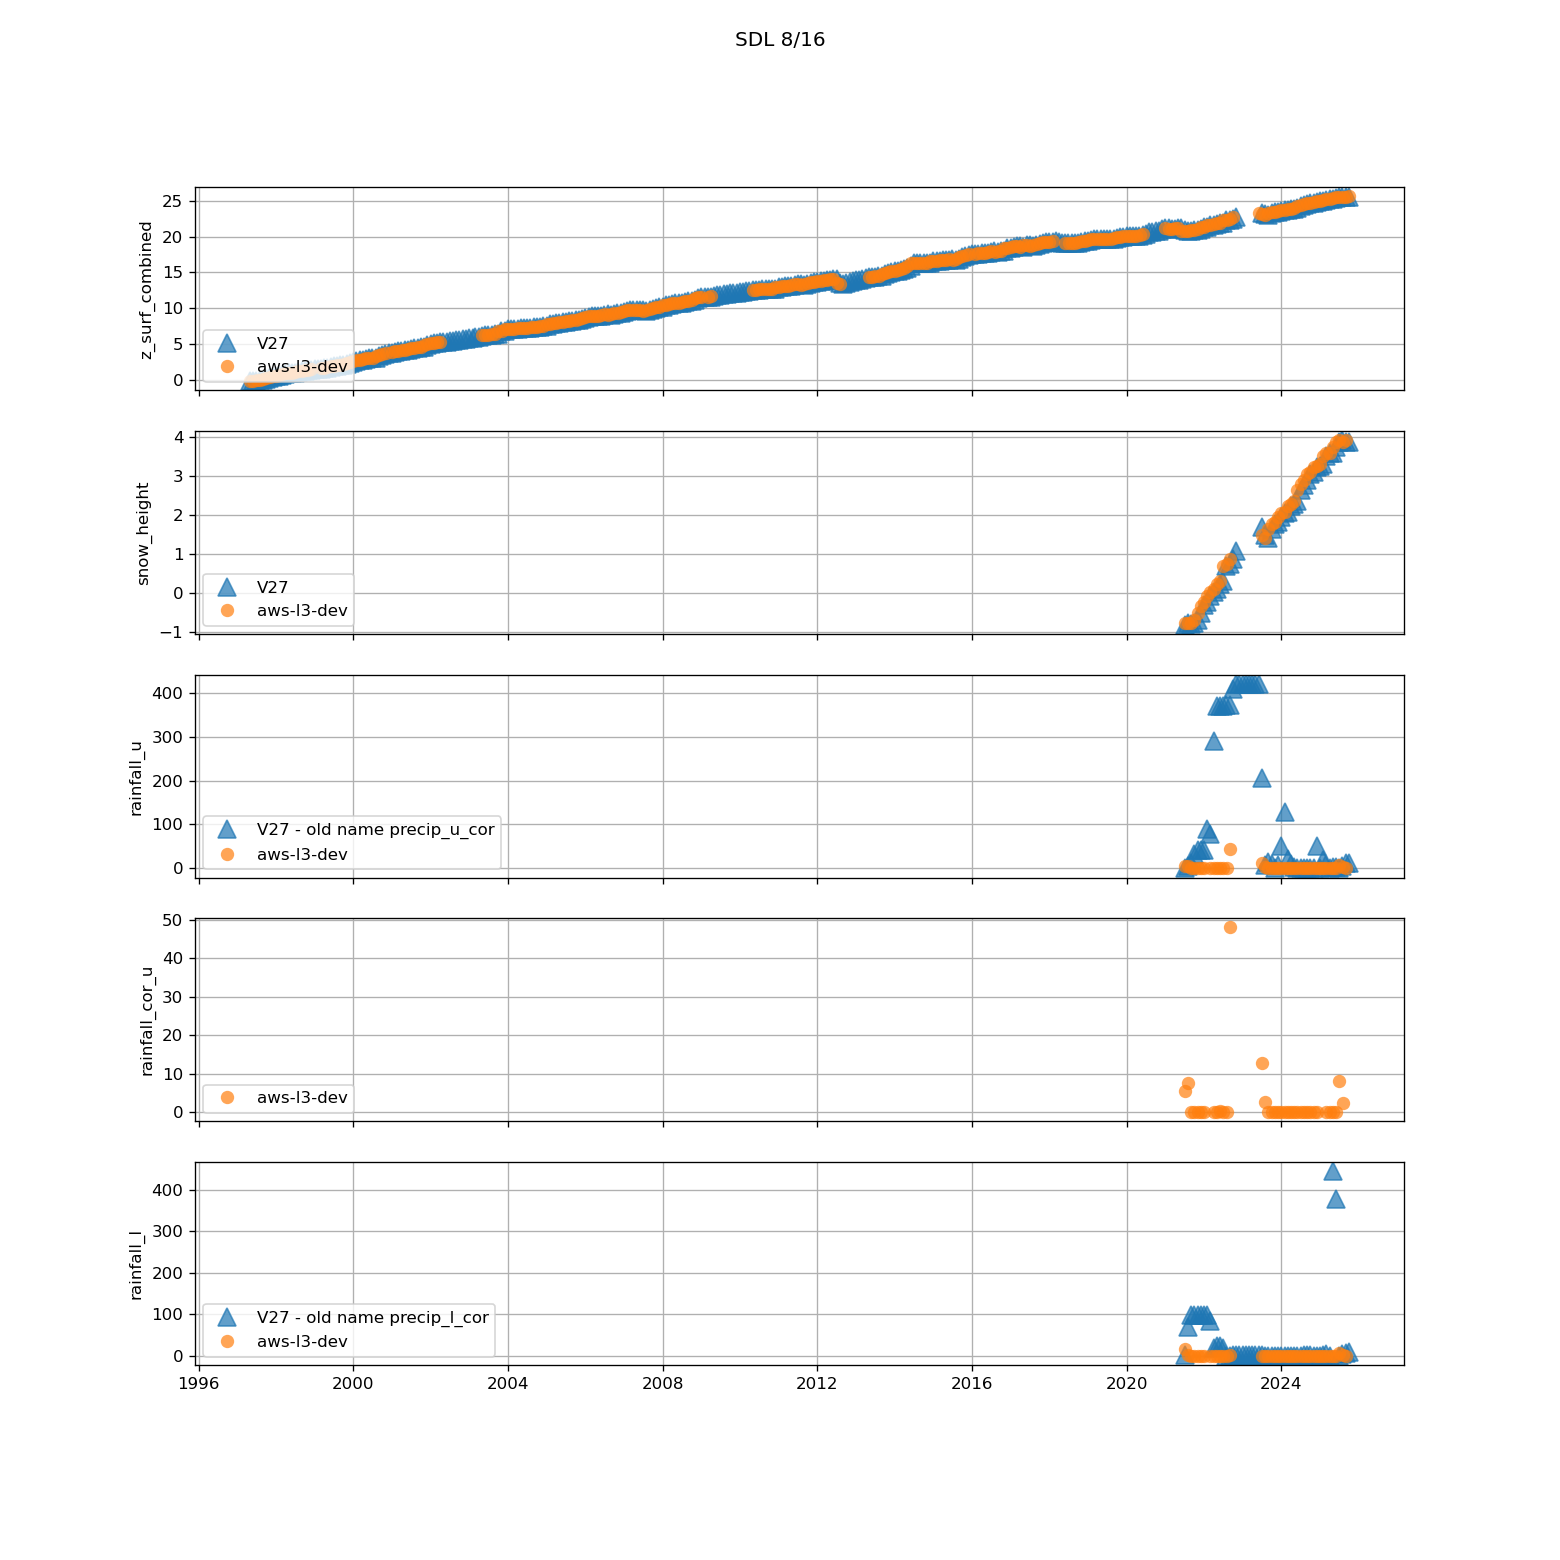 SDL 8/16
z_surf_combined
25
20
15
10
5
0
V27
aws-l3-dev
snow_height
4
3
2
1
0
−1
V27
aws-l3-dev
rainfall_u
400
300
200
100
0
V27 - old name precip_u_cor
aws-l3-dev
rainfall_cor_u
50
40
30
20
10
0
aws-l3-dev
rainfall_l
400
300
200
100
0
V27 - old name precip_l_cor
aws-l3-dev
1996 2000 2004 2008 2012 2016 2020 2024